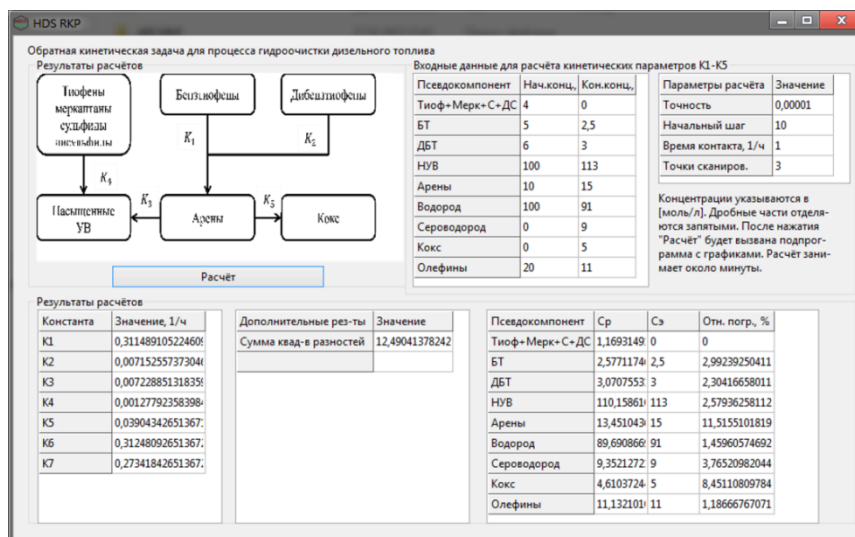 HDS RKP
Обратная кинетическая задача для процесса гидроочистки дизельного топлива
Результаты расчётов
Тиофены
меркаптаны
сульфиды
Бензтиофены
Дибензтиофены
K₁
K₂
K₄
K₃
K₅
Насыщенные
УВ
Арены
Кокс
Расчёт
Входные данные для расчёта кинетических параметров K1-K5
Псевдокомпонент Нач.конц., Кон.конц.,
Тиоф+Мерк+С+ДС 4 0
БТ 5 2,5
ДБТ 6 3
НУВ 100 113
Арены 10 15
Водород 100 91
Сероводород 0 9
Кокс 0 5
Олефины 20 11
Параметры расчёта Значение
Точность 0,00001
Начальный шаг 10
Время контакта, 1/ч 1
Точки сканиров. 3
Концентрации указываются в
[моль/л]. Дробные части отделя-
ются запятыми. После нажатия
"Расчёт" будет вызвана подпрог-
рамма с графиками. Расчёт зани-
мает около минуты.
Результаты расчётов
Константа Значение, 1/ч
K1 0,31148910522460
K2 0,00715255737304
K3 0,00722885131835
K4 0,00127792358398
K5 0,03904342651367
K6 0,31248092651367
K7 0,27341842651367
Дополнительные рез-ты Значение
Сумма квад-в разностей 12,49041378242
Псевдокомпонент Ср Сэ Отн. погр., %
Тиоф+Мерк+С+ДС 1,1693149 0 0
БТ 2,5771174 2,5 2,99239250411
ДБТ 3,0707553 3 2,30416658011
НУВ 110,15861 113 2,57936258112
Арены 13,451043 15 11,5155101819
Водород 89,690866 91 1,45960574692
Сероводород 9,3521272 9 3,76520982044
Кокс 4,6103724 5 8,45110809784
Олефины 11,132101 11 1,18666767071